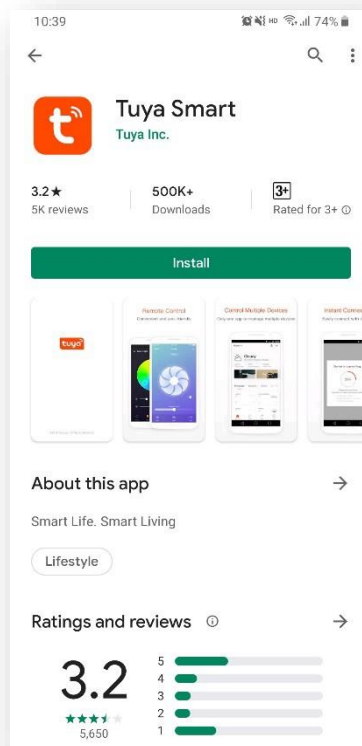 10:39
HD
74%
Tuya Smart
Tuya Inc.
3.2★
500K+
3+
5K reviews
Downloads
Rated for 3+
Install
tuya
Remote Control
Control Multiple Devices
About this app
Smart Life. Smart Living
Lifestyle
Ratings and reviews
3.2
5
4
3
2
1
5,650